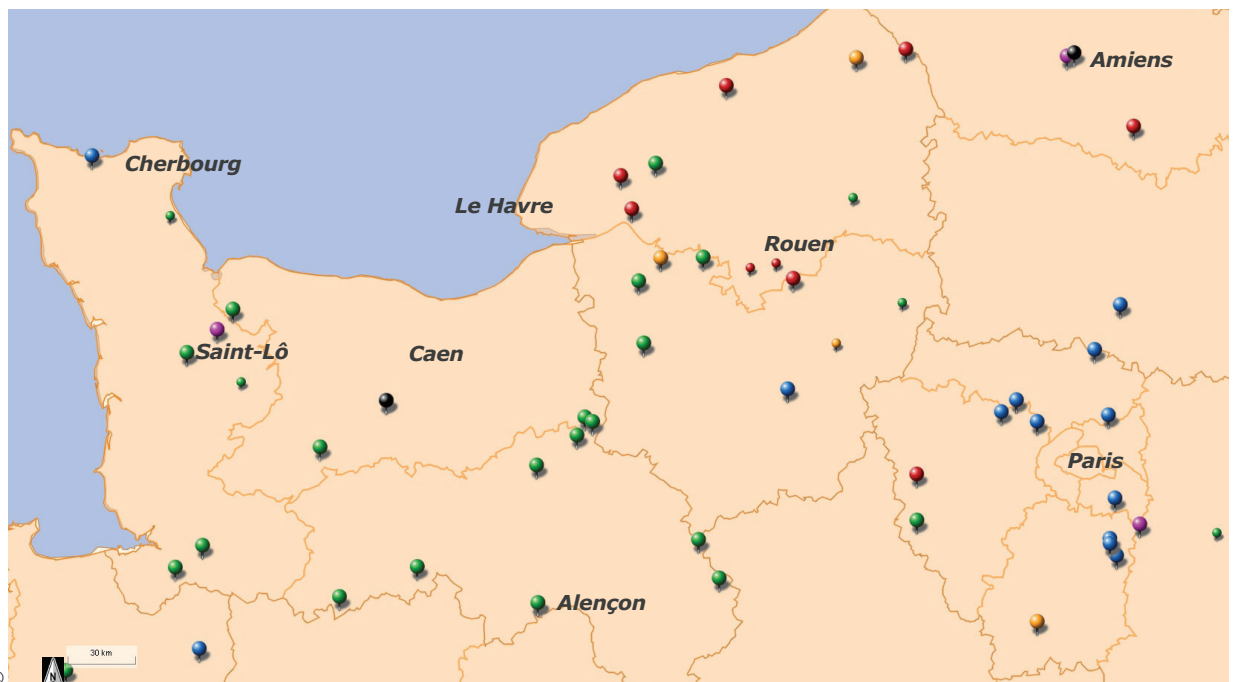 Amiens
Cherbourg
Le Havre
Rouen
Saint-Lô
Caen
Paris
Alençon
30 km
N